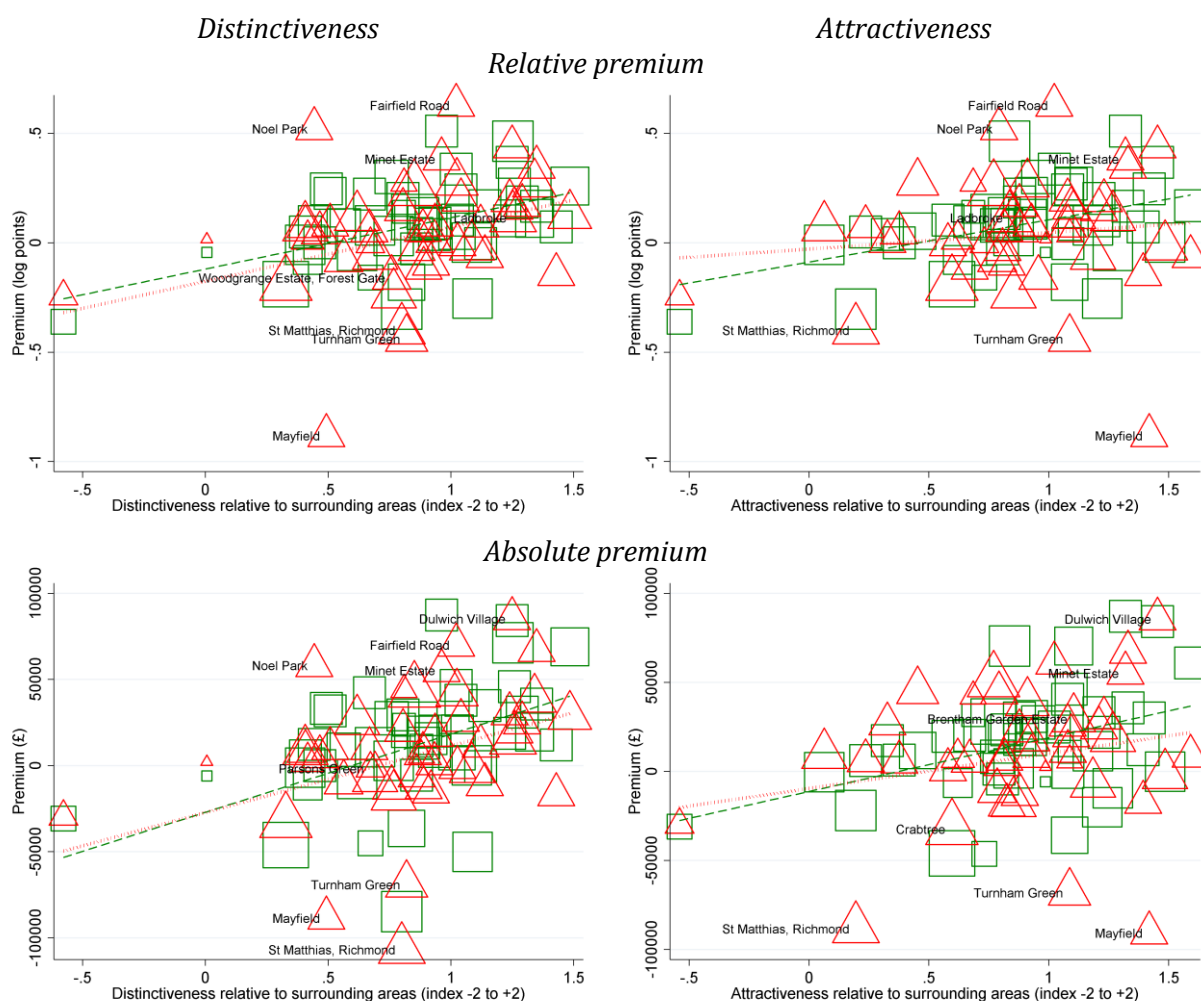 Distinctiveness
Attractiveness
Relative premium
Premium (log points)
.5
0
-.5
-1
Fairfield Road
Noel Park
Minet Estate
Ladbroke
Woodgrange Estate, Forest Gate
St Matthias, Richmond
Turnham Green
Mayfield
-.5
0
.5
1
1.5
Distinctiveness relative to surrounding areas (index -2 to +2)
Premium (log points)
.5
0
-.5
-1
Fairfield Road
Noel Park
Minet Estate
Ladbroke
St Matthias, Richmond
Turnham Green
Mayfield
-.5
0
.5
1
1.5
Attractiveness relative to surrounding areas (index -2 to +2)
Absolute premium
Premium (£)
100000
50000
0
-50000
-100000
Dulwich Village
Fairfield Road
Noel Park
Minet Estate
Parsons Green
Turnham Green
Mayfield
St Matthias, Richmond
-.5
0
.5
1
1.5
Distinctiveness relative to surrounding areas (index -2 to +2)
Premium (£)
100000
50000
0
-50000
-100000
Dulwich Village
Minet Estate
Brentham Garden Estate
Crabtree
Turnham Green
St Matthias, Richmond
Mayfield
-.5
0
.5
1
1.5
Attractiveness relative to surrounding areas (index -2 to +2)